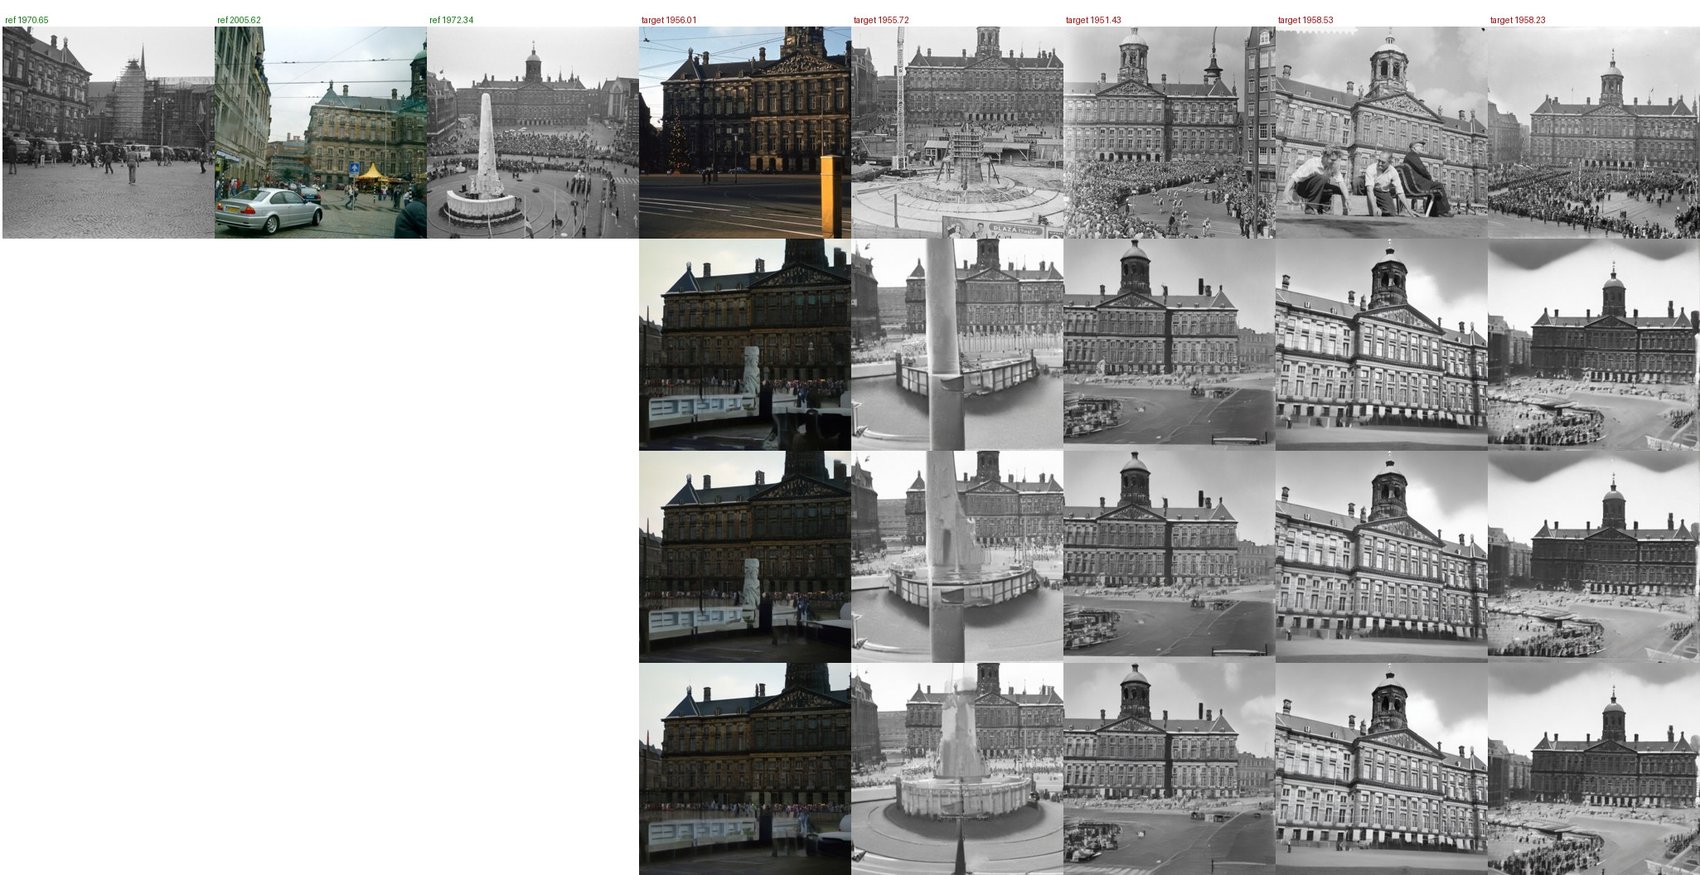 ref 1970.65
ref 2005.62
ref 1972.34
target 1956.01
target 1955.72
target 1951.43
target 1958.53
target 1958.23
PLAZA